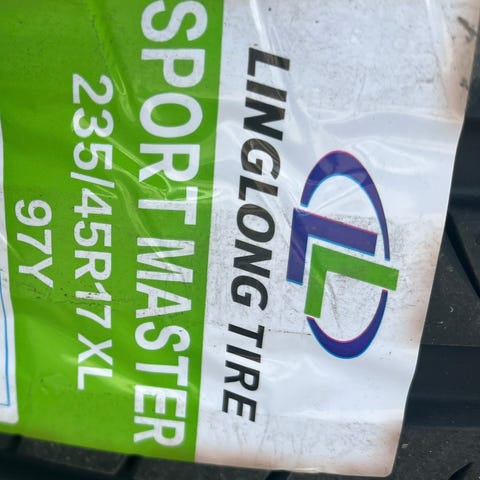 LINGLONG TIRE
SPORT MASTER
235/45R17 XL
97Y